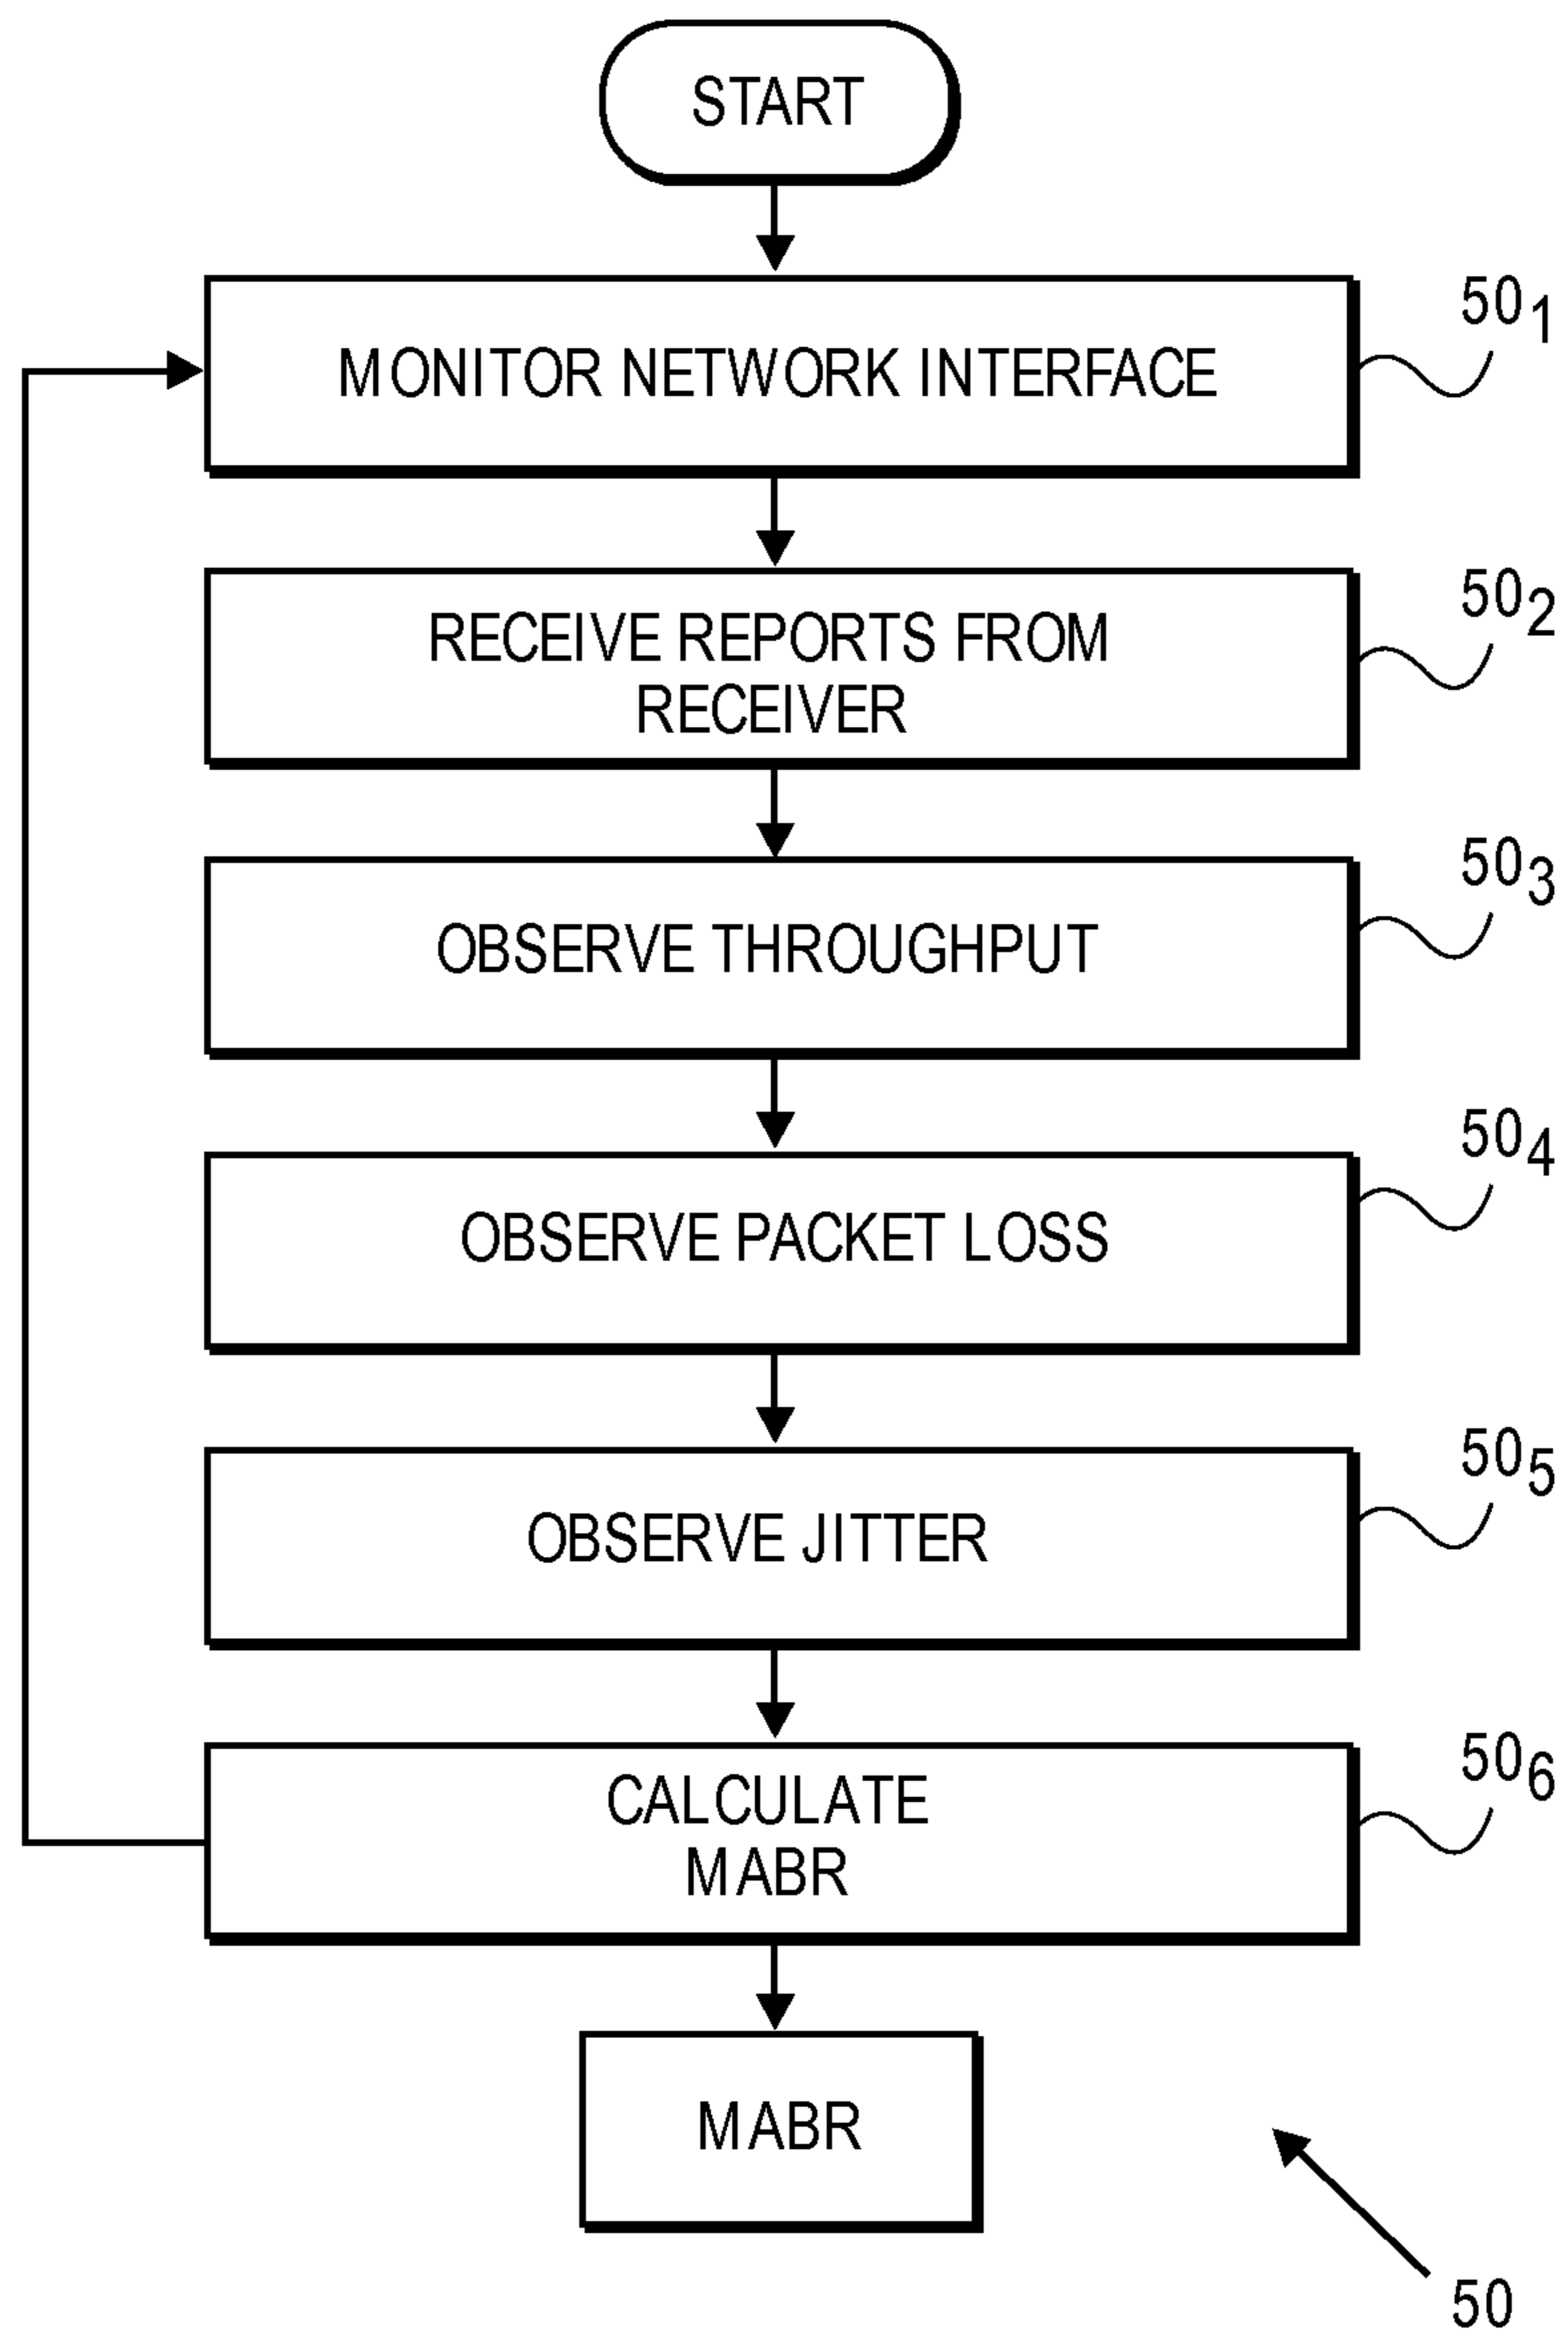 START
MONITOR NETWORK INTERFACE
50₁
RECEIVE REPORTS FROM
RECEIVER
50₂
OBSERVE THROUGHPUT
50₃
OBSERVE PACKET LOSS
50₄
OBSERVE JITTER
50₅
CALCULATE
MABR
50₆
MABR
50